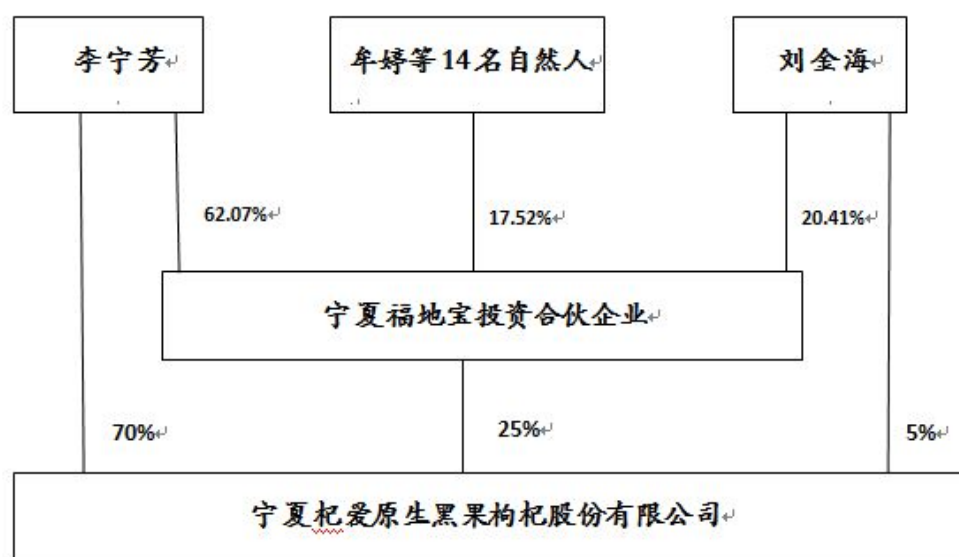 李宁芳
牟婷等14名自然人
刘金海
62.07%
17.52%
20.41%
宁夏福地宝投资合伙企业
70%
25%
5%
宁夏杞爱原生黑果枸杞股份有限公司